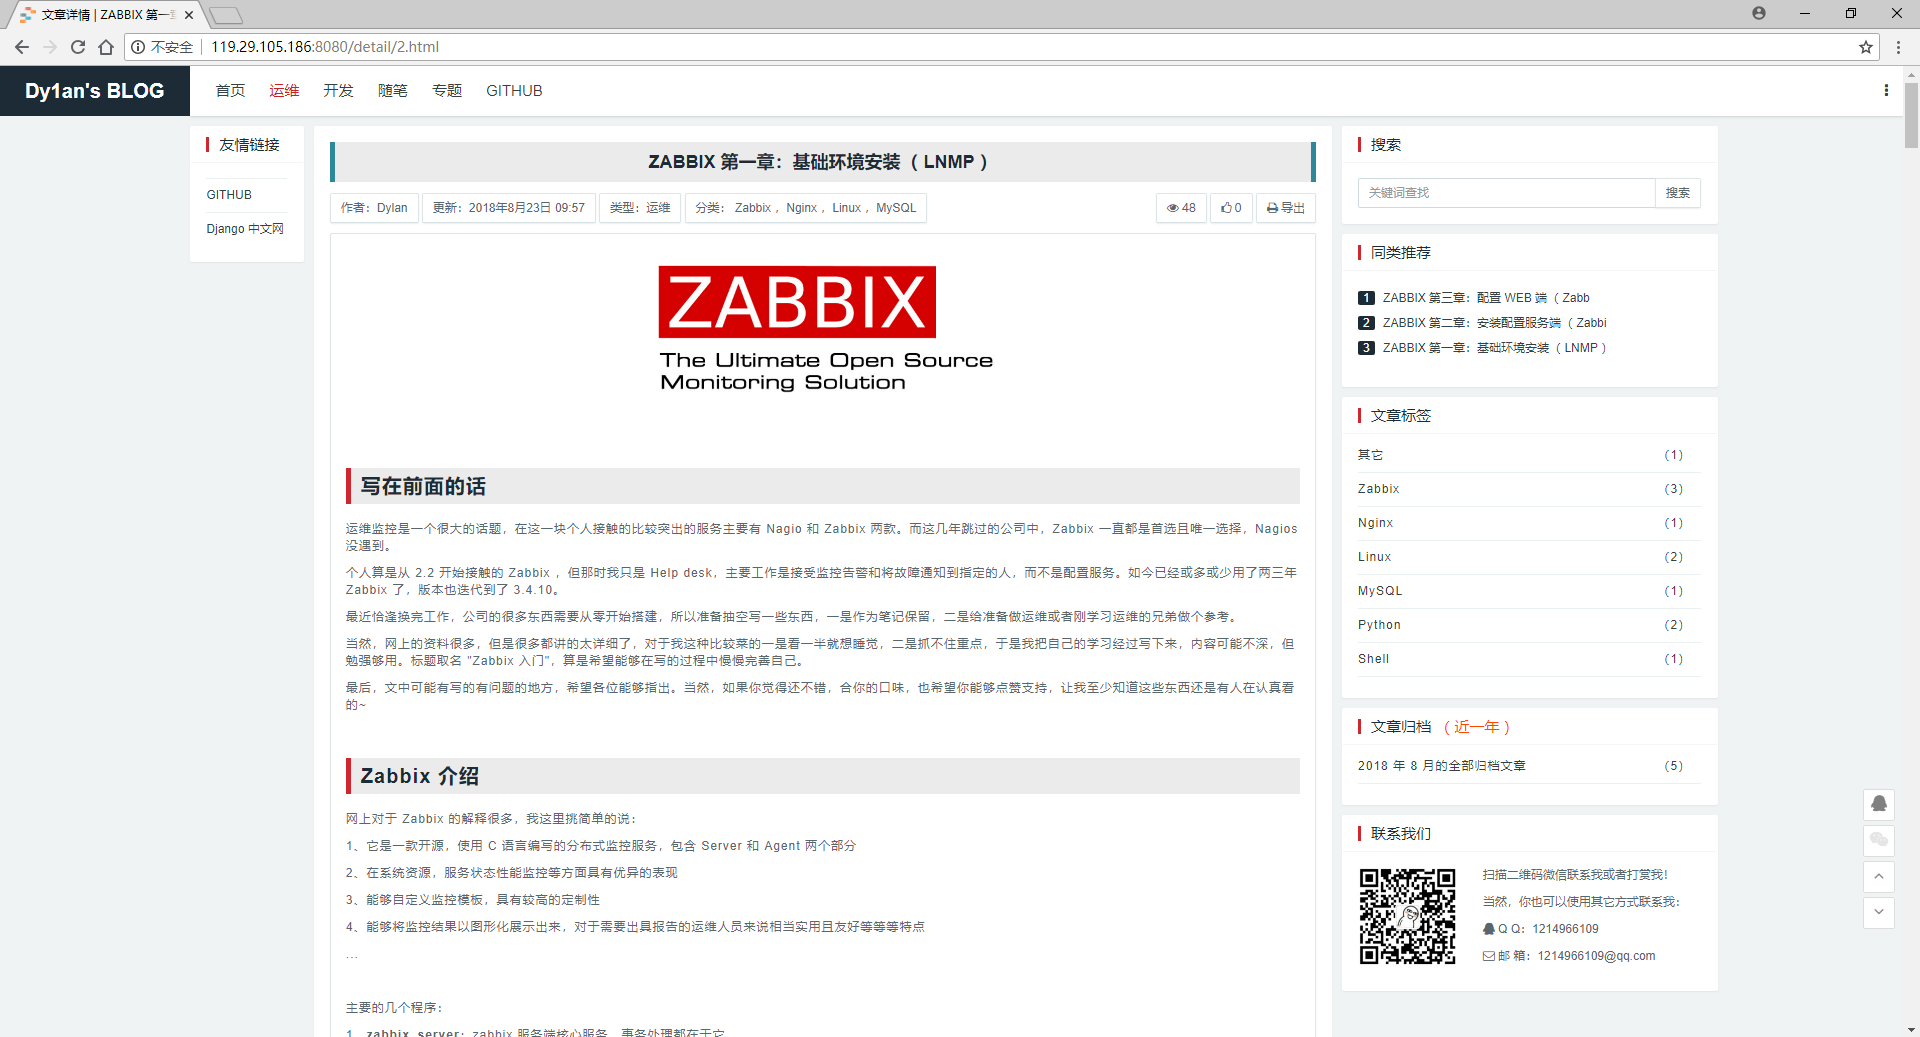 文章详情 | ZABBIX 第一
不安全 119.29.105.186:8080/detail/2.html
Dy1an's BLOG
首页 运维 开发 随笔 专题 GITHUB
友情链接
GITHUB
Django 中文网
ZABBIX 第一章：基础环境安装（ LNMP ）
作者：Dylan 更新：2018年8月23日 09:57 类型：运维 分类： Zabbix ，Nginx ，Linux ，MySQL 48 0 导出
ZABBIX
The Ultimate Open Source
Monitoring Solution
写在前面的话
运维监控是一个很大的话题，在这一块个人接触的比较突出的服务主要有 Nagio 和 Zabbix 两款。而这几年跳过的公司中，Zabbix 一直都是首选且唯一选择，Nagios
没遇到。
个人算是从 2.2 开始接触的 Zabbix ，但那时我只是 Help desk，主要工作是接受监控告警和将故障通知到指定的人，而不是配置服务。如今已经或多或少用了两三年
Zabbix 了，版本也迭代到了 3.4.10。
最近恰逢换完工作，公司的很多东西需要从零开始搭建，所以准备抽空写一些东西，一是作为笔记保留，二是给准备做运维或者刚学习运维的兄弟做个参考。
当然，网上的资料很多，但是很多都讲的太详细了，对于我这种比较菜的一是看一半就想睡觉，二是抓不住重点，于是我把自己的学习经过写下来，内容可能不深，但
勉强够用。标题取名 "Zabbix 入门"，算是希望能够在写的过程中慢慢完善自己。
最后，文中可能有写的有问题的地方，希望各位能够指出。当然，如果你觉得还不错，合你的口味，也希望你能够点赞支持，让我至少知道这些东西还是有人在认真看
的~
Zabbix 介绍
网上对于 Zabbix 的解释很多，我这里挑简单的说：
1、它是一款开源，使用 C 语言编写的分布式监控服务，包含 Server 和 Agent 两个部分
2、在系统资源，服务状态性能监控等方面具有优异的表现
3、能够自定义监控模板，具有较高的定制性
4、能够将监控结果以图形化展示出来，对于需要出具报告的运维人员来说相当实用且友好等等等特点
...
主要的几个程序：
1、zabbix_server：zabbix 服务端核心服务，事务处理都在于它
搜索
关键词查找 搜索
同类推荐
1 ZABBIX 第三章：配置 WEB 端（ Zabb
2 ZABBIX 第二章：安装配置服务端（ Zabbi
3 ZABBIX 第一章：基础环境安装（ LNMP ）
文章标签
其它 （1）
Zabbix （3）
Nginx （1）
Linux （2）
MySQL （1）
Python （2）
Shell （1）
文章归档 （ 近一年 ）
2018 年 8 月的全部归档文章 （5）
联系我们
扫描二维码微信联系我或者打赏我！
当然，你也可以使用其它方式联系我：
Q Q：1214966109
邮 箱：1214966109@qq.com